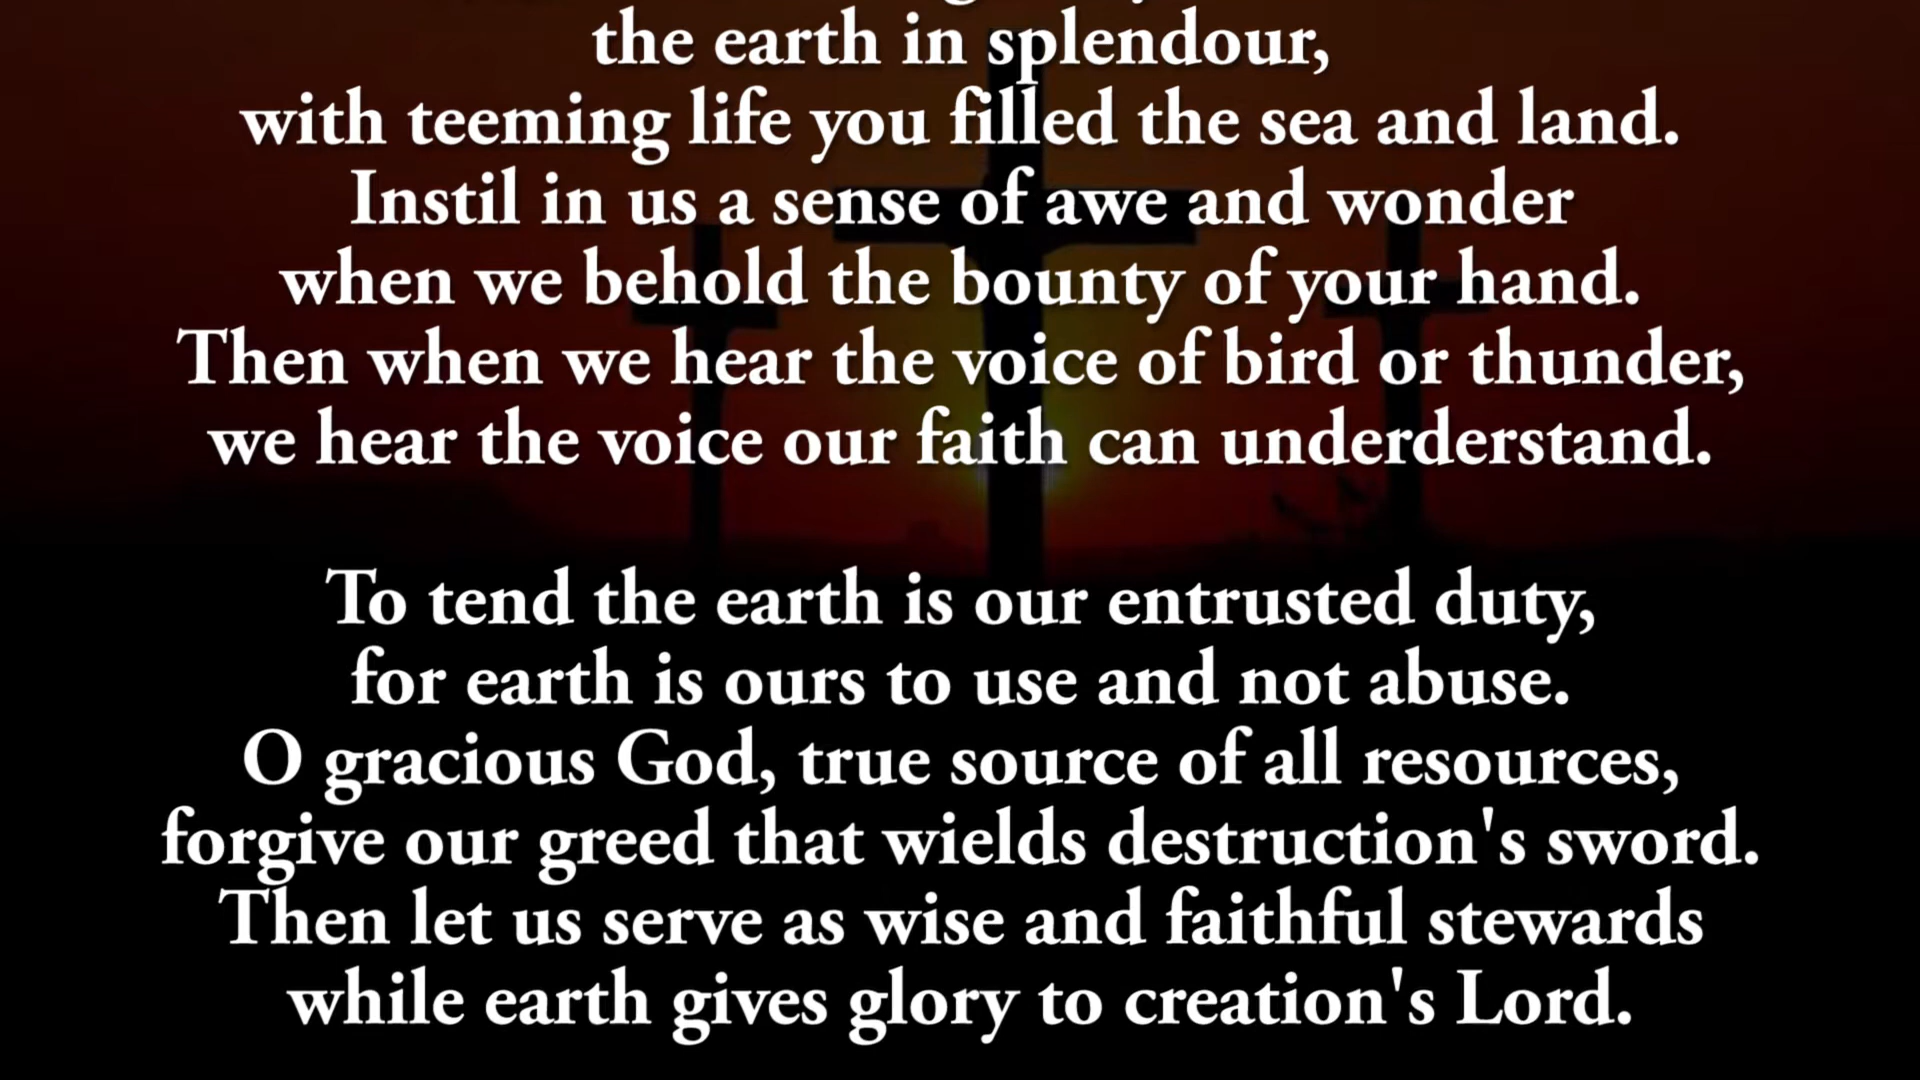 the earth in splendour,
with teeming life you filled the sea and land.
Instil in us a sense of awe and wonder
when we behold the bounty of your hand.
Then when we hear the voice of bird or thunder,
we hear the voice our faith can underderstand.
To tend the earth is our entrusted duty,
for earth is ours to use and not abuse.
O gracious God, true source of all resources,
forgive our greed that wields destruction's sword.
Then let us serve as wise and faithful stewards
while earth gives glory to creation's Lord.